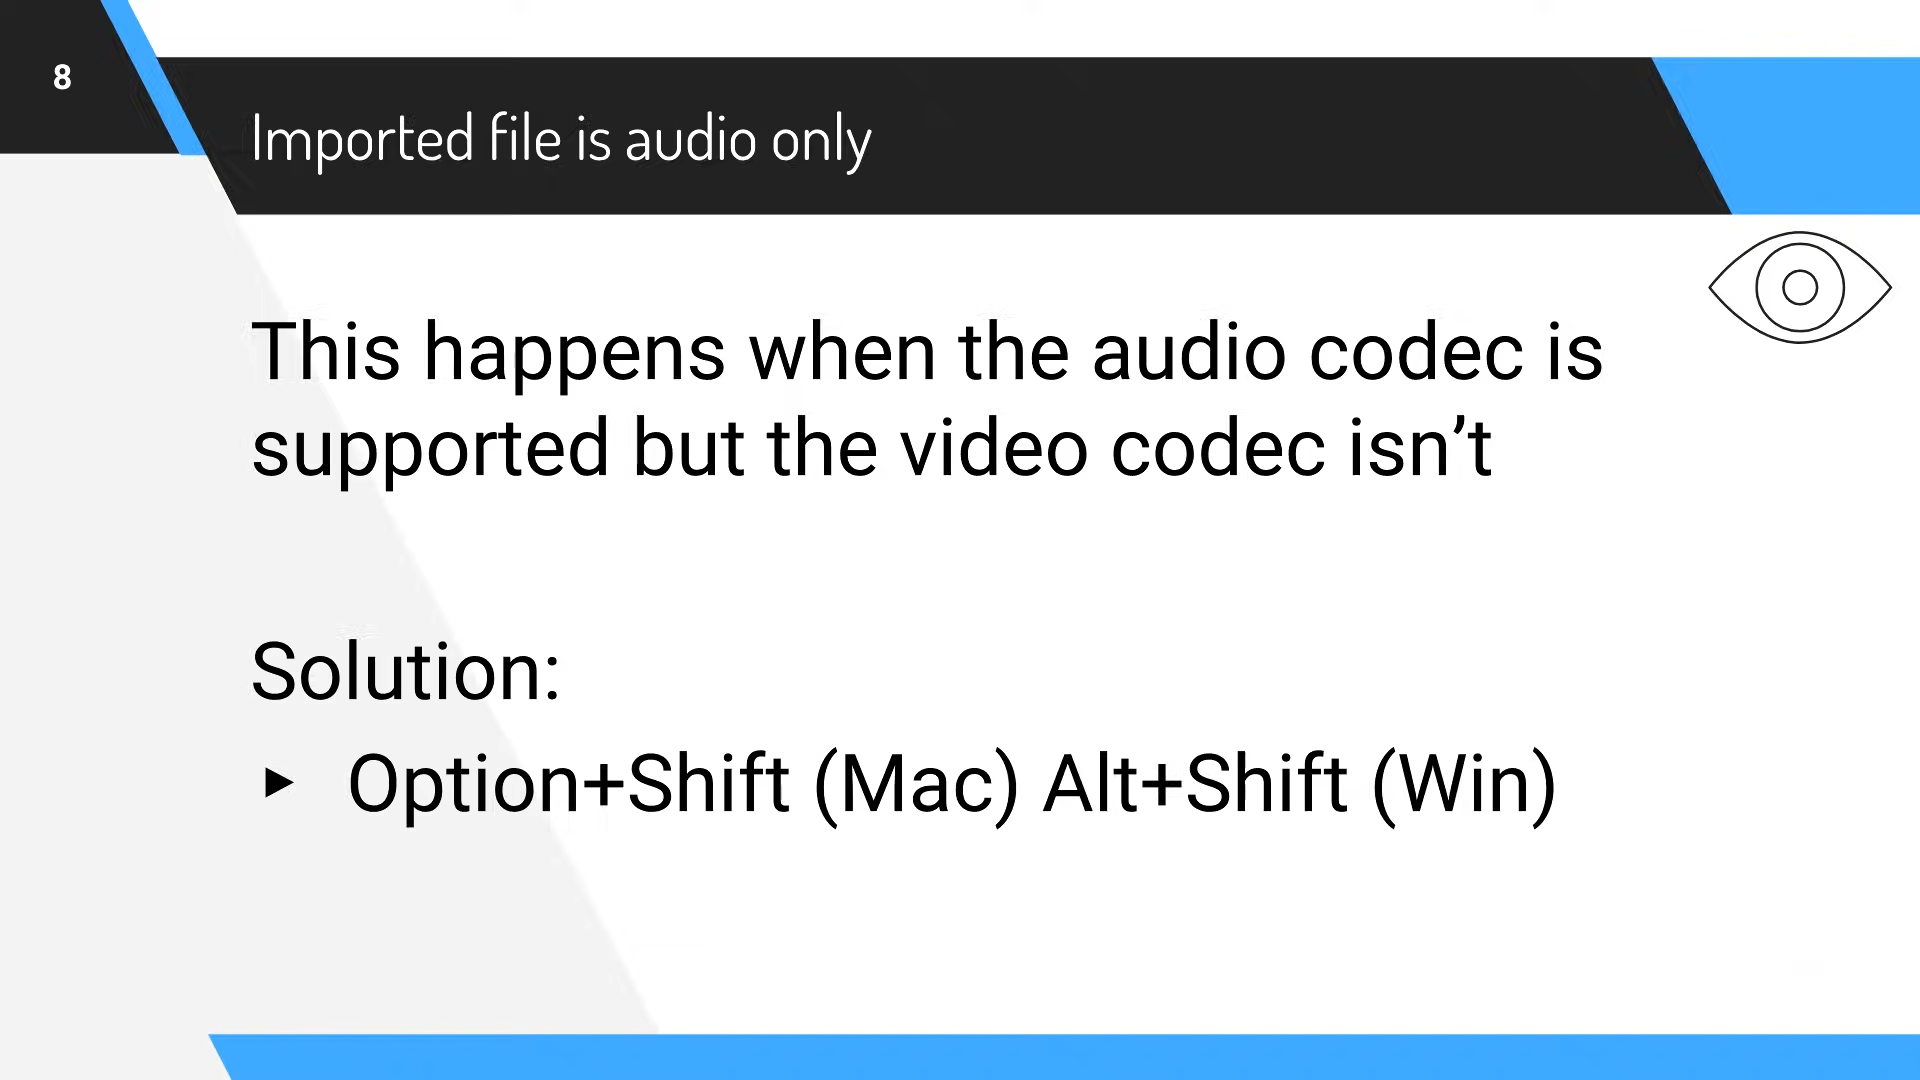 8
Imported file is audio only
This happens when the audio codec is
supported but the video codec isn’t
Solution:
► Option+Shift (Mac) Alt+Shift (Win)